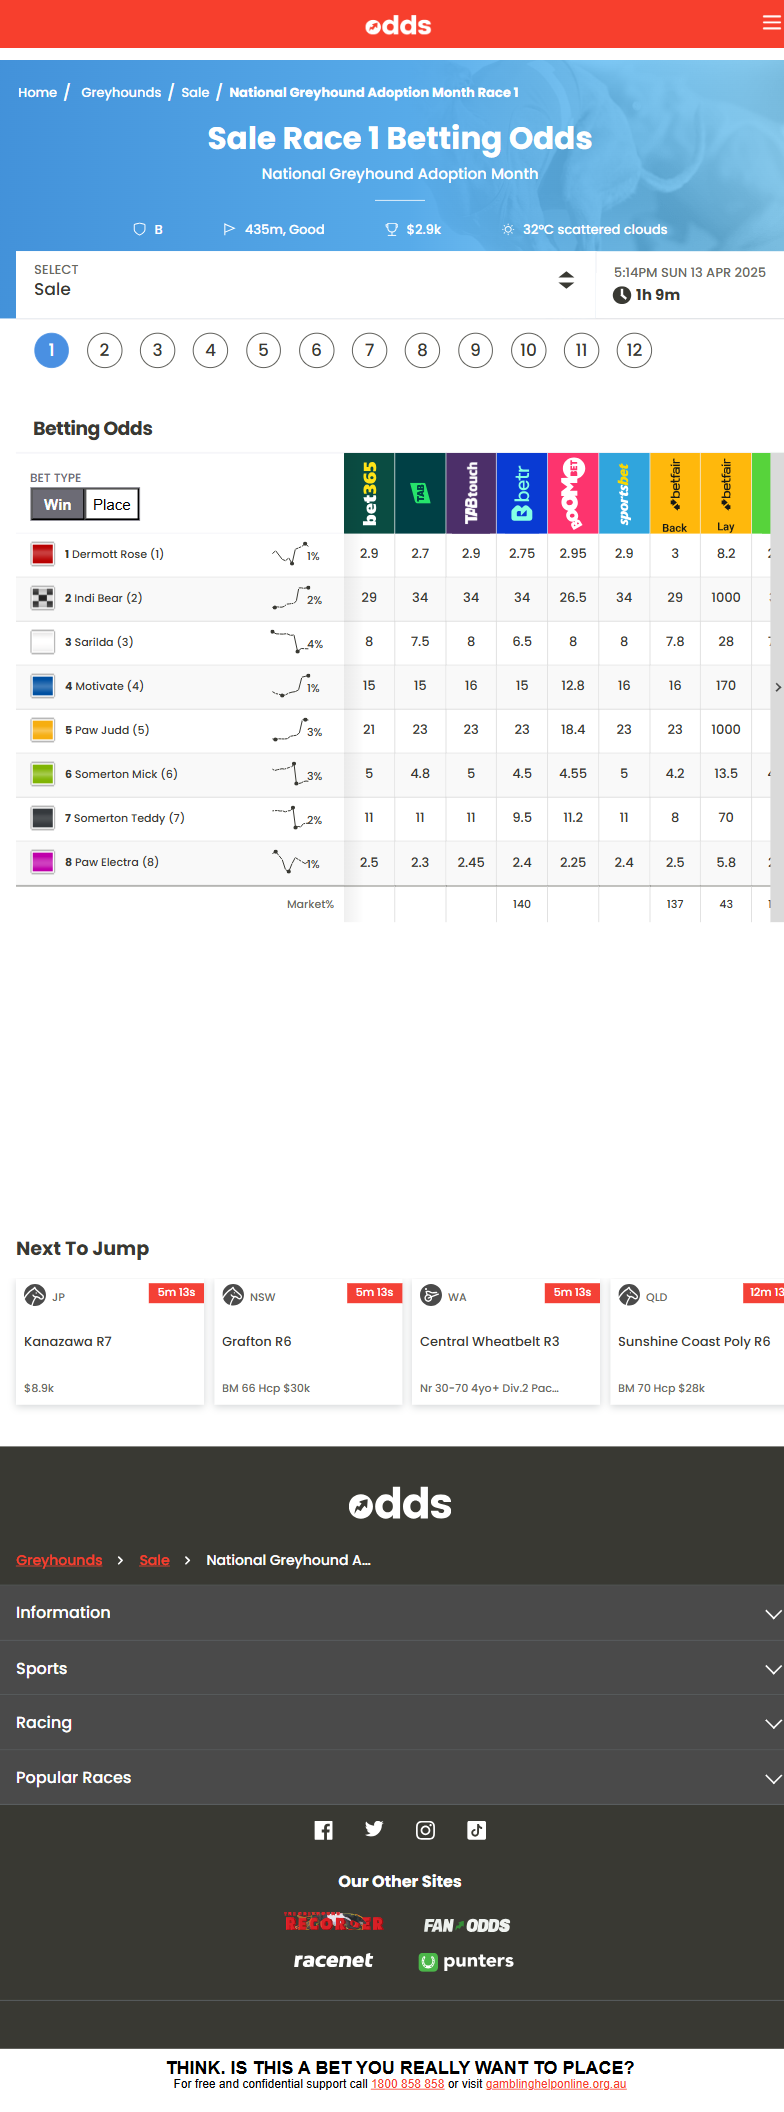 odds
Home / Greyhounds / Sale / National Greyhound Adoption Month Race 1
Sale Race 1 Betting Odds
National Greyhound Adoption Month
B 435m, Good $2.9k 32°C scattered clouds
SELECT
Sale
5:14PM SUN 13 APR 2025
1h 9m
1 2 3 4 5 6 7 8 9 10 11 12
Betting Odds
BET TYPE
Win Place
bet365 TAB TABtouch betr BOOMBET sportsbet betfair Back betfair Lay
1 Dermott Rose (1) 1% 2.9 2.7 2.9 2.75 2.95 2.9 3 8.2
2 Indi Bear (2) 2% 29 34 34 34 26.5 34 29 1000
3 Sarilda (3) 4% 8 7.5 8 6.5 8 8 7.8 28
4 Motivate (4) 1% 15 15 16 15 12.8 16 16 170
5 Paw Judd (5) 3% 21 23 23 23 18.4 23 23 1000
6 Somerton Mick (6) 3% 5 4.8 5 4.5 4.55 5 4.2 13.5
7 Somerton Teddy (7) 2% 11 11 11 9.5 11.2 11 8 70
8 Paw Electra (8) 1% 2.5 2.3 2.45 2.4 2.25 2.4 2.5 5.8
Market% 140 137 43
Next To Jump
JP 5m 13s NSW 5m 13s WA 5m 13s QLD 12m 13
Kanazawa R7 Grafton R6 Central Wheatbelt R3 Sunshine Coast Poly R6
$8.9k BM 66 Hcp $30k Nr 30-70 4yo+ Div.2 Pac... BM 70 Hcp $28k
odds
Greyhounds > Sale > National Greyhound A...
Information
Sports
Racing
Popular Races
Our Other Sites
RECORDER FAN ODDS
racenet punters
THINK. IS THIS A BET YOU REALLY WANT TO PLACE?
For free and confidential support call 1800 858 858 or visit gamblinghelponline.org.au